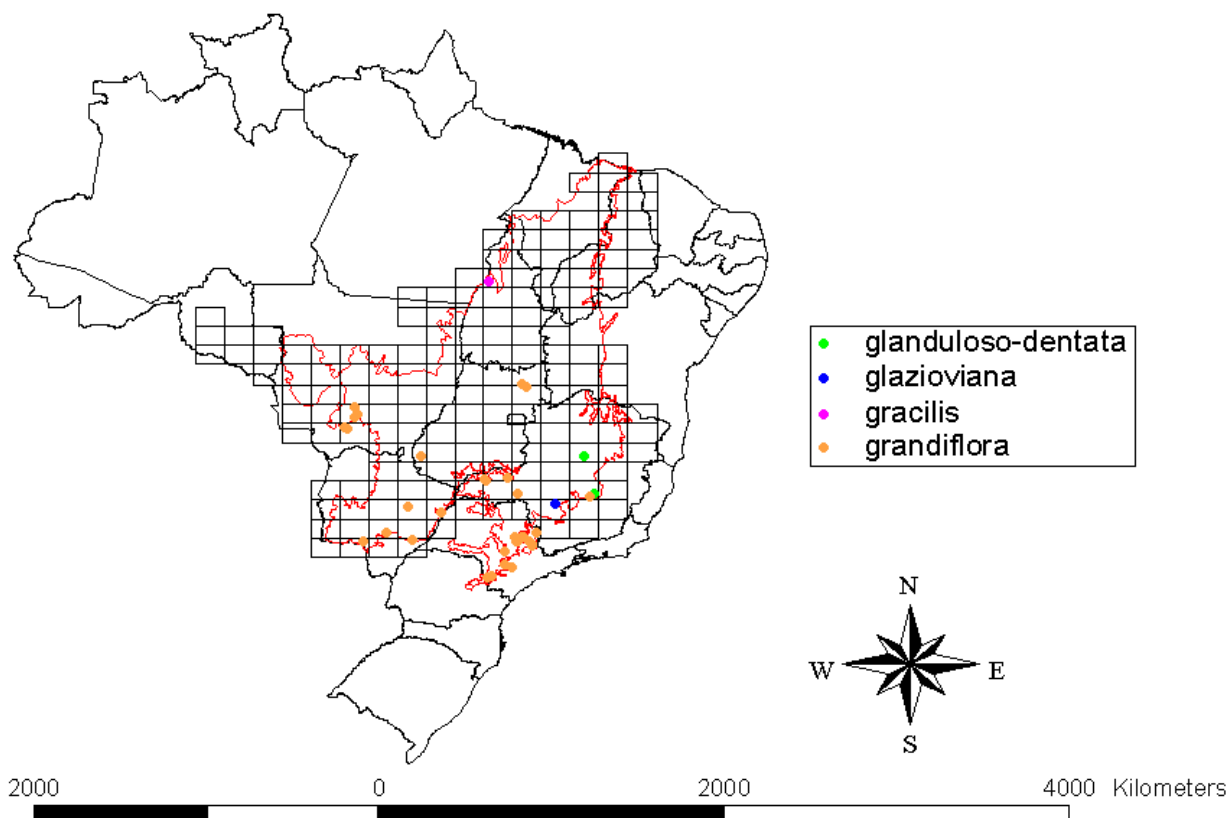 glanduloso-dentata
glazioviana
gracilis
grandiflora
N
W E
S
2000 0 2000 4000 Kilometers